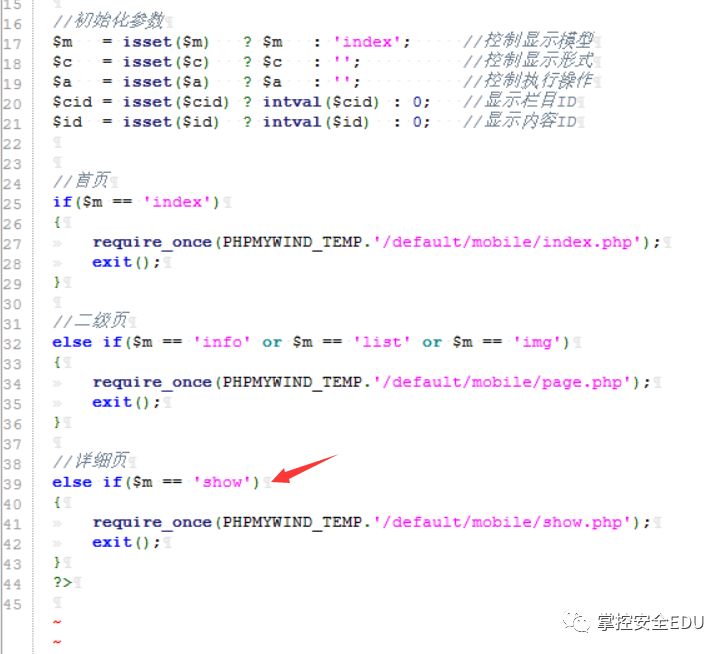 15
16 //初始化参数
17 $m = isset($m) ? $m : 'index'; //控制显示模型
18 $c = isset($c) ? $c : ''; //控制显示形式
19 $a = isset($a) ? $a : ''; //控制执行操作
20 $cid = isset($cid) ? intval($cid) : 0; //显示栏目ID
21 $id = isset($id) ? intval($id) : 0; //显示内容ID
22
23
24 //首页
25 if($m == 'index')
26 {
27 require_once(PHPMYWIND_TEMP.'/default/mobile/index.php');
28 exit();
29 }
30
31 //二级页
32 else if($m == 'info' or $m == 'list' or $m == 'img')
33 {
34 require_once(PHPMYWIND_TEMP.'/default/mobile/page.php');
35 exit();
36 }
37
38 //详细页
39 else if($m == 'show')
40 {
41 require_once(PHPMYWIND_TEMP.'/default/mobile/show.php');
42 exit();
43 }
44 ?>
45
~
~
掌控安全EDU